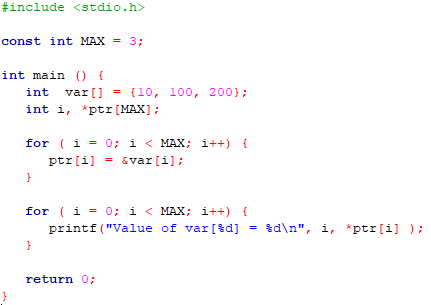 #include <stdio.h>
const int MAX = 3;
int main () {
int  var[] = {10, 100, 200};
int i, *ptr[MAX];
for ( i = 0; i < MAX; i++) {
ptr[i] = &var[i];
}
for ( i = 0; i < MAX; i++) {
printf("Value of var[%d] = %d\n", i, *ptr[i] );
}
return 0;
}